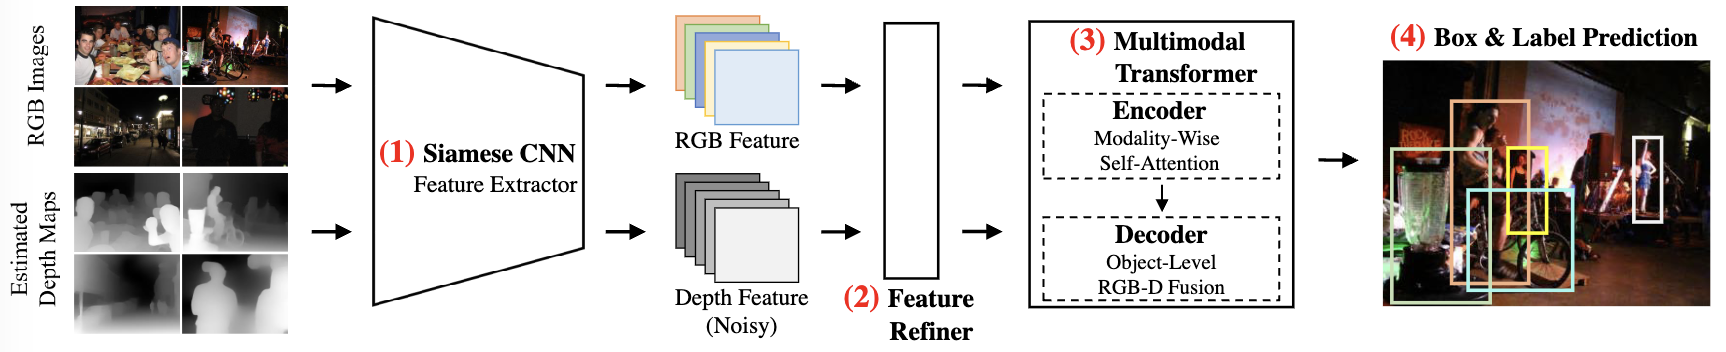 RGB Images
Estimated
Depth Maps
(1) Siamese CNN
Feature Extractor
RGB Feature
Depth Feature
(Noisy)
(2) Feature
Refiner
(3) Multimodal
Transformer
Encoder
Modality-Wise
Self-Attention
Decoder
Object-Level
RGB-D Fusion
(4) Box & Label Prediction